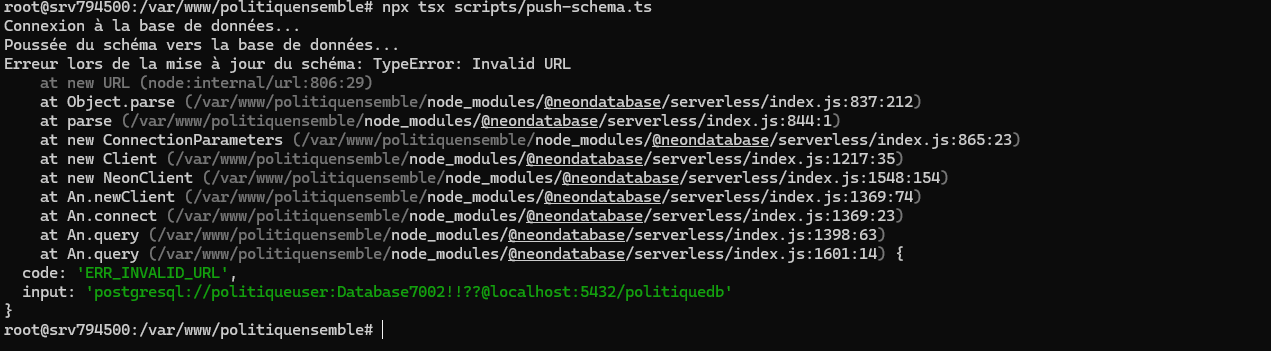 root@srv794500:/var/www/politiquensemble# npx tsx scripts/push-schema.ts
Connexion à la base de données...
Poussée du schéma vers la base de données...
Erreur lors de la mise à jour du schéma: TypeError: Invalid URL
    at new URL (node:internal/url:806:29)
    at Object.parse (/var/www/politiquensemble/node_modules/@neondatabase/serverless/index.js:837:212)
    at parse (/var/www/politiquensemble/node_modules/@neondatabase/serverless/index.js:844:1)
    at new ConnectionParameters (/var/www/politiquensemble/node_modules/@neondatabase/serverless/index.js:865:23)
    at new Client (/var/www/politiquensemble/node_modules/@neondatabase/serverless/index.js:1217:35)
    at new NeonClient (/var/www/politiquensemble/node_modules/@neondatabase/serverless/index.js:1548:154)
    at An.newClient (/var/www/politiquensemble/node_modules/@neondatabase/serverless/index.js:1369:74)
    at An.connect (/var/www/politiquensemble/node_modules/@neondatabase/serverless/index.js:1369:23)
    at An.query (/var/www/politiquensemble/node_modules/@neondatabase/serverless/index.js:1398:63)
    at An.query (/var/www/politiquensemble/node_modules/@neondatabase/serverless/index.js:1601:14) {
  code: 'ERR_INVALID_URL',
  input: 'postgresql://politiqueuser:Database7002!!??@localhost:5432/politiquedb'
}
root@srv794500:/var/www/politiquensemble#